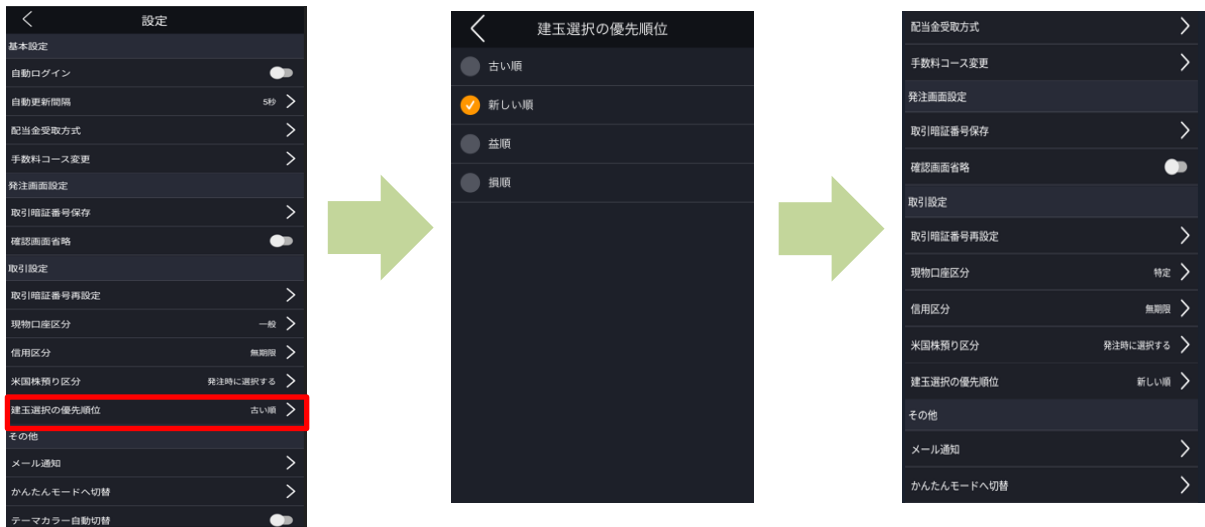 設定
基本設定
自動ログイン
自動更新間隔 5秒
配当金受取方式
手数料コース変更
発注画面設定
取引暗証番号保存
確認画面省略
取引設定
取引暗証番号再設定
現物口座区分 一般
信用区分 無期限
米国株預り区分 発注時に選択する
建玉選択の優先順位 古い順
その他
メール通知
かんたんモードへ切替
テーマカラー自動切替
建玉選択の優先順位
古い順
新しい順
益順
損順
配当金受取方式
手数料コース変更
発注画面設定
取引暗証番号保存
確認画面省略
取引設定
取引暗証番号再設定
現物口座区分 特定
信用区分 無期限
米国株預り区分 発注時に選択する
建玉選択の優先順位 新しい順
その他
メール通知
かんたんモードへ切替